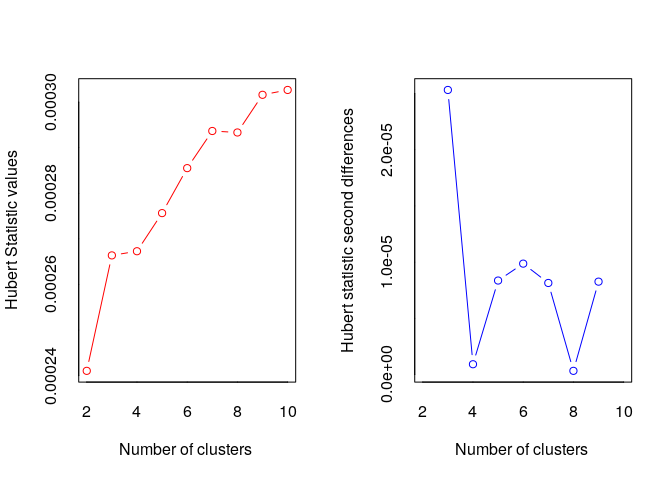 Hubert Statistic values
0.00030
0.00028
0.00026
0.00024
2 4 6 8 10
Number of clusters
Hubert statistic second differences
2.0e-05
1.0e-05
0.0e+00
2 4 6 8 10
Number of clusters